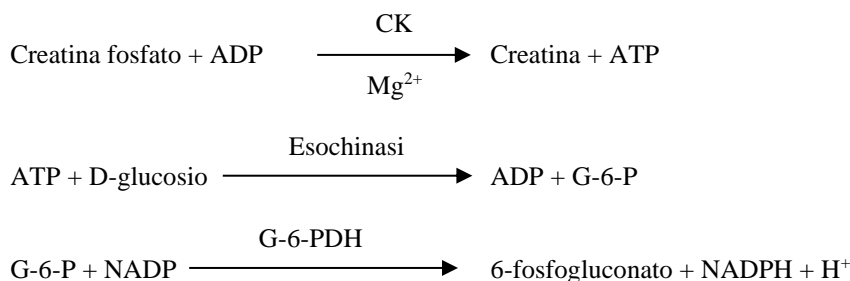 CK
Creatina fosfato + ADP Creatina + ATP
Mg²⁺
Esochinasi
ATP + D-glucosio ADP + G-6-P
G-6-PDH
G-6-P + NADP 6-fosfogluconato + NADPH + H⁺